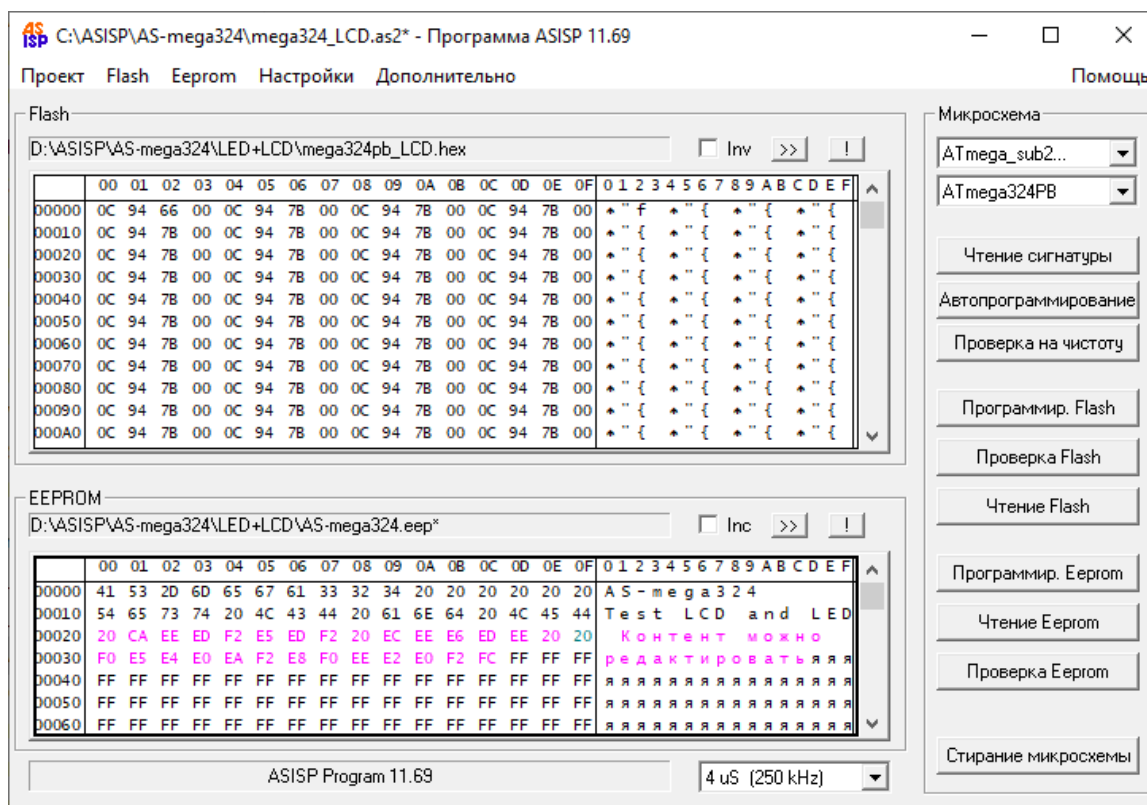 AS ISP C:\ASISP\AS-mega324\mega324_LCD.as2* - Программа ASISP 11.69
Проект Flash Eeprom Настройки Дополнительно Помощь
Flash
D:\ASISP\AS-mega324\LED+LCD\mega324pb_LCD.hex Inv >> !
00 01 02 03 04 05 06 07 08 09 0A 0B 0C 0D 0E 0F 0 1 2 3 4 5 6 7 8 9 A B C D E F
00000 0C 94 66 00 0C 94 7B 00 0C 94 7B 00 0C 94 7B 00 ♠ " f ♠ " { ♠ " { ♠ " {
00010 0C 94 7B 00 0C 94 7B 00 0C 94 7B 00 0C 94 7B 00 ♠ " { ♠ " { ♠ " { ♠ " {
00020 0C 94 7B 00 0C 94 7B 00 0C 94 7B 00 0C 94 7B 00 ♠ " { ♠ " { ♠ " { ♠ " {
00030 0C 94 7B 00 0C 94 7B 00 0C 94 7B 00 0C 94 7B 00 ♠ " { ♠ " { ♠ " { ♠ " {
00040 0C 94 7B 00 0C 94 7B 00 0C 94 7B 00 0C 94 7B 00 ♠ " { ♠ " { ♠ " { ♠ " {
00050 0C 94 7B 00 0C 94 7B 00 0C 94 7B 00 0C 94 7B 00 ♠ " { ♠ " { ♠ " { ♠ " {
00060 0C 94 7B 00 0C 94 7B 00 0C 94 7B 00 0C 94 7B 00 ♠ " { ♠ " { ♠ " { ♠ " {
00070 0C 94 7B 00 0C 94 7B 00 0C 94 7B 00 0C 94 7B 00 ♠ " { ♠ " { ♠ " { ♠ " {
00080 0C 94 7B 00 0C 94 7B 00 0C 94 7B 00 0C 94 7B 00 ♠ " { ♠ " { ♠ " { ♠ " {
00090 0C 94 7B 00 0C 94 7B 00 0C 94 7B 00 0C 94 7B 00 ♠ " { ♠ " { ♠ " { ♠ " {
000A0 0C 94 7B 00 0C 94 7B 00 0C 94 7B 00 0C 94 7B 00 ♠ " { ♠ " { ♠ " { ♠ " {
EEPROM
D:\ASISP\AS-mega324\LED+LCD\AS-mega324.eep* Inc >> !
00 01 02 03 04 05 06 07 08 09 0A 0B 0C 0D 0E 0F 0 1 2 3 4 5 6 7 8 9 A B C D E F
00000 41 53 2D 6D 65 67 61 33 32 34 20 20 20 20 20 20 AS-mega324
00010 54 65 73 74 20 4C 43 44 20 61 6E 64 20 4C 45 44 Test LCD and LED
00020 20 CA EE ED F2 E5 ED F2 20 EC EE E6 ED EE 20 20 Контент можно
00030 F0 E5 E4 E0 EA F2 E8 F0 EE E2 E0 F2 FC FF FF FF редактироватьяяя
00040 FF FF FF FF FF FF FF FF FF FF FF FF FF FF FF FF яяяяяяяяяяяяяяяя
00050 FF FF FF FF FF FF FF FF FF FF FF FF FF FF FF FF яяяяяяяяяяяяяяяя
00060 FF FF FF FF FF FF FF FF FF FF FF FF FF FF FF FF яяяяяяяяяяяяяяяя
ASISP Program 11.69 4 uS (250 kHz)
Микросхема
ATmega_sub2...
ATmega324PB
Чтение сигнатуры
Автопрограммирование
Проверка на чистоту
Программир. Flash
Проверка Flash
Чтение Flash
Программир. Eeprom
Чтение Eeprom
Проверка Eeprom
Стирание микросхемы